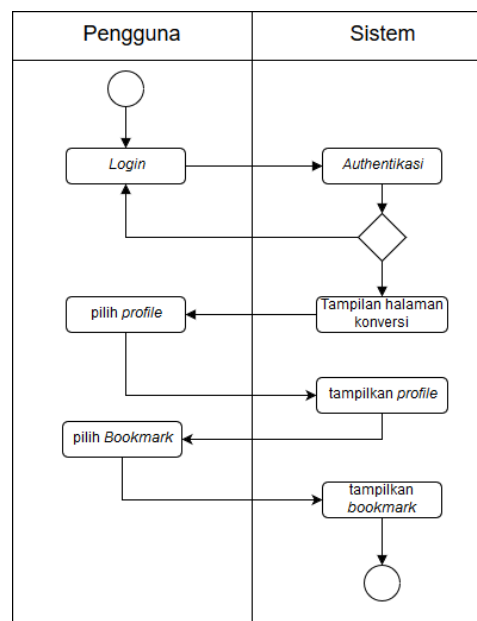 Pengguna
Sistem
Login
Authentikasi
Tampilan halaman
konversi
pilih profile
tampilkan profile
pilih Bookmark
tampilkan
bookmark